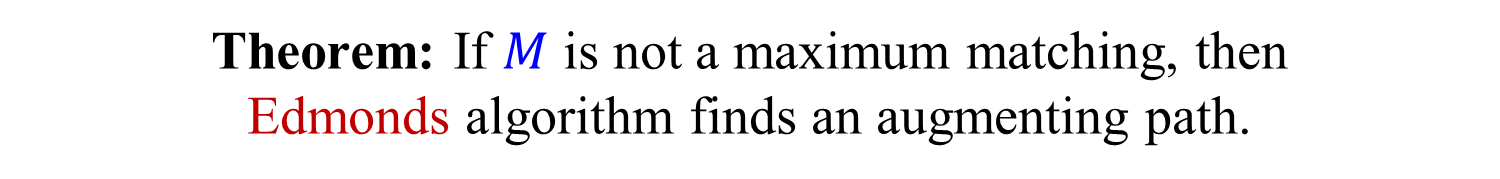 Theorem: If M is not a maximum matching, then
Edmonds algorithm finds an augmenting path.